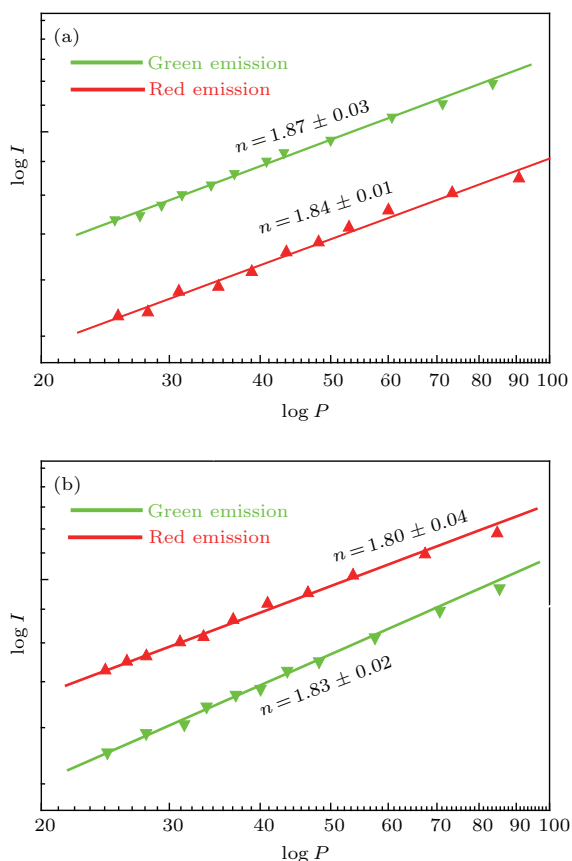 (a)
Green emission
Red emission
n = 1.87 ± 0.03
n = 1.84 ± 0.01
log I
20 30 40 50 60 70 80 90 100
log P
(b)
Green emission
Red emission
n = 1.80 ± 0.04
n = 1.83 ± 0.02
log I
20 30 40 50 60 70 80 90 100
log P